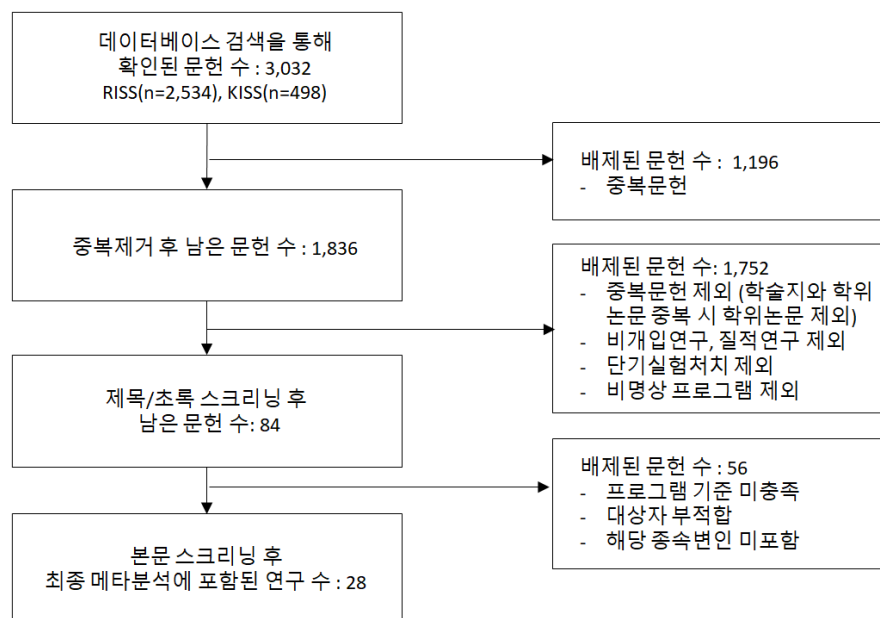 데이터베이스 검색을 통해
확인된 문헌 수 : 3,032
RISS(n=2,534), KISS(n=498)
배제된 문헌 수 : 1,196
- 중복문헌
중복제거 후 남은 문헌 수 : 1,836
배제된 문헌 수: 1,752
- 중복문헌 제외 (학술지와 학위
논문 중복 시 학위논문 제외)
- 비개입연구, 질적연구 제외
- 단기실험처치 제외
- 비명상 프로그램 제외
제목/초록 스크리닝 후
남은 문헌 수: 84
배제된 문헌 수 : 56
- 프로그램 기준 미충족
- 대상자 부적합
- 해당 종속변인 미포함
본문 스크리닝 후
최종 메타분석에 포함된 연구 수 : 28